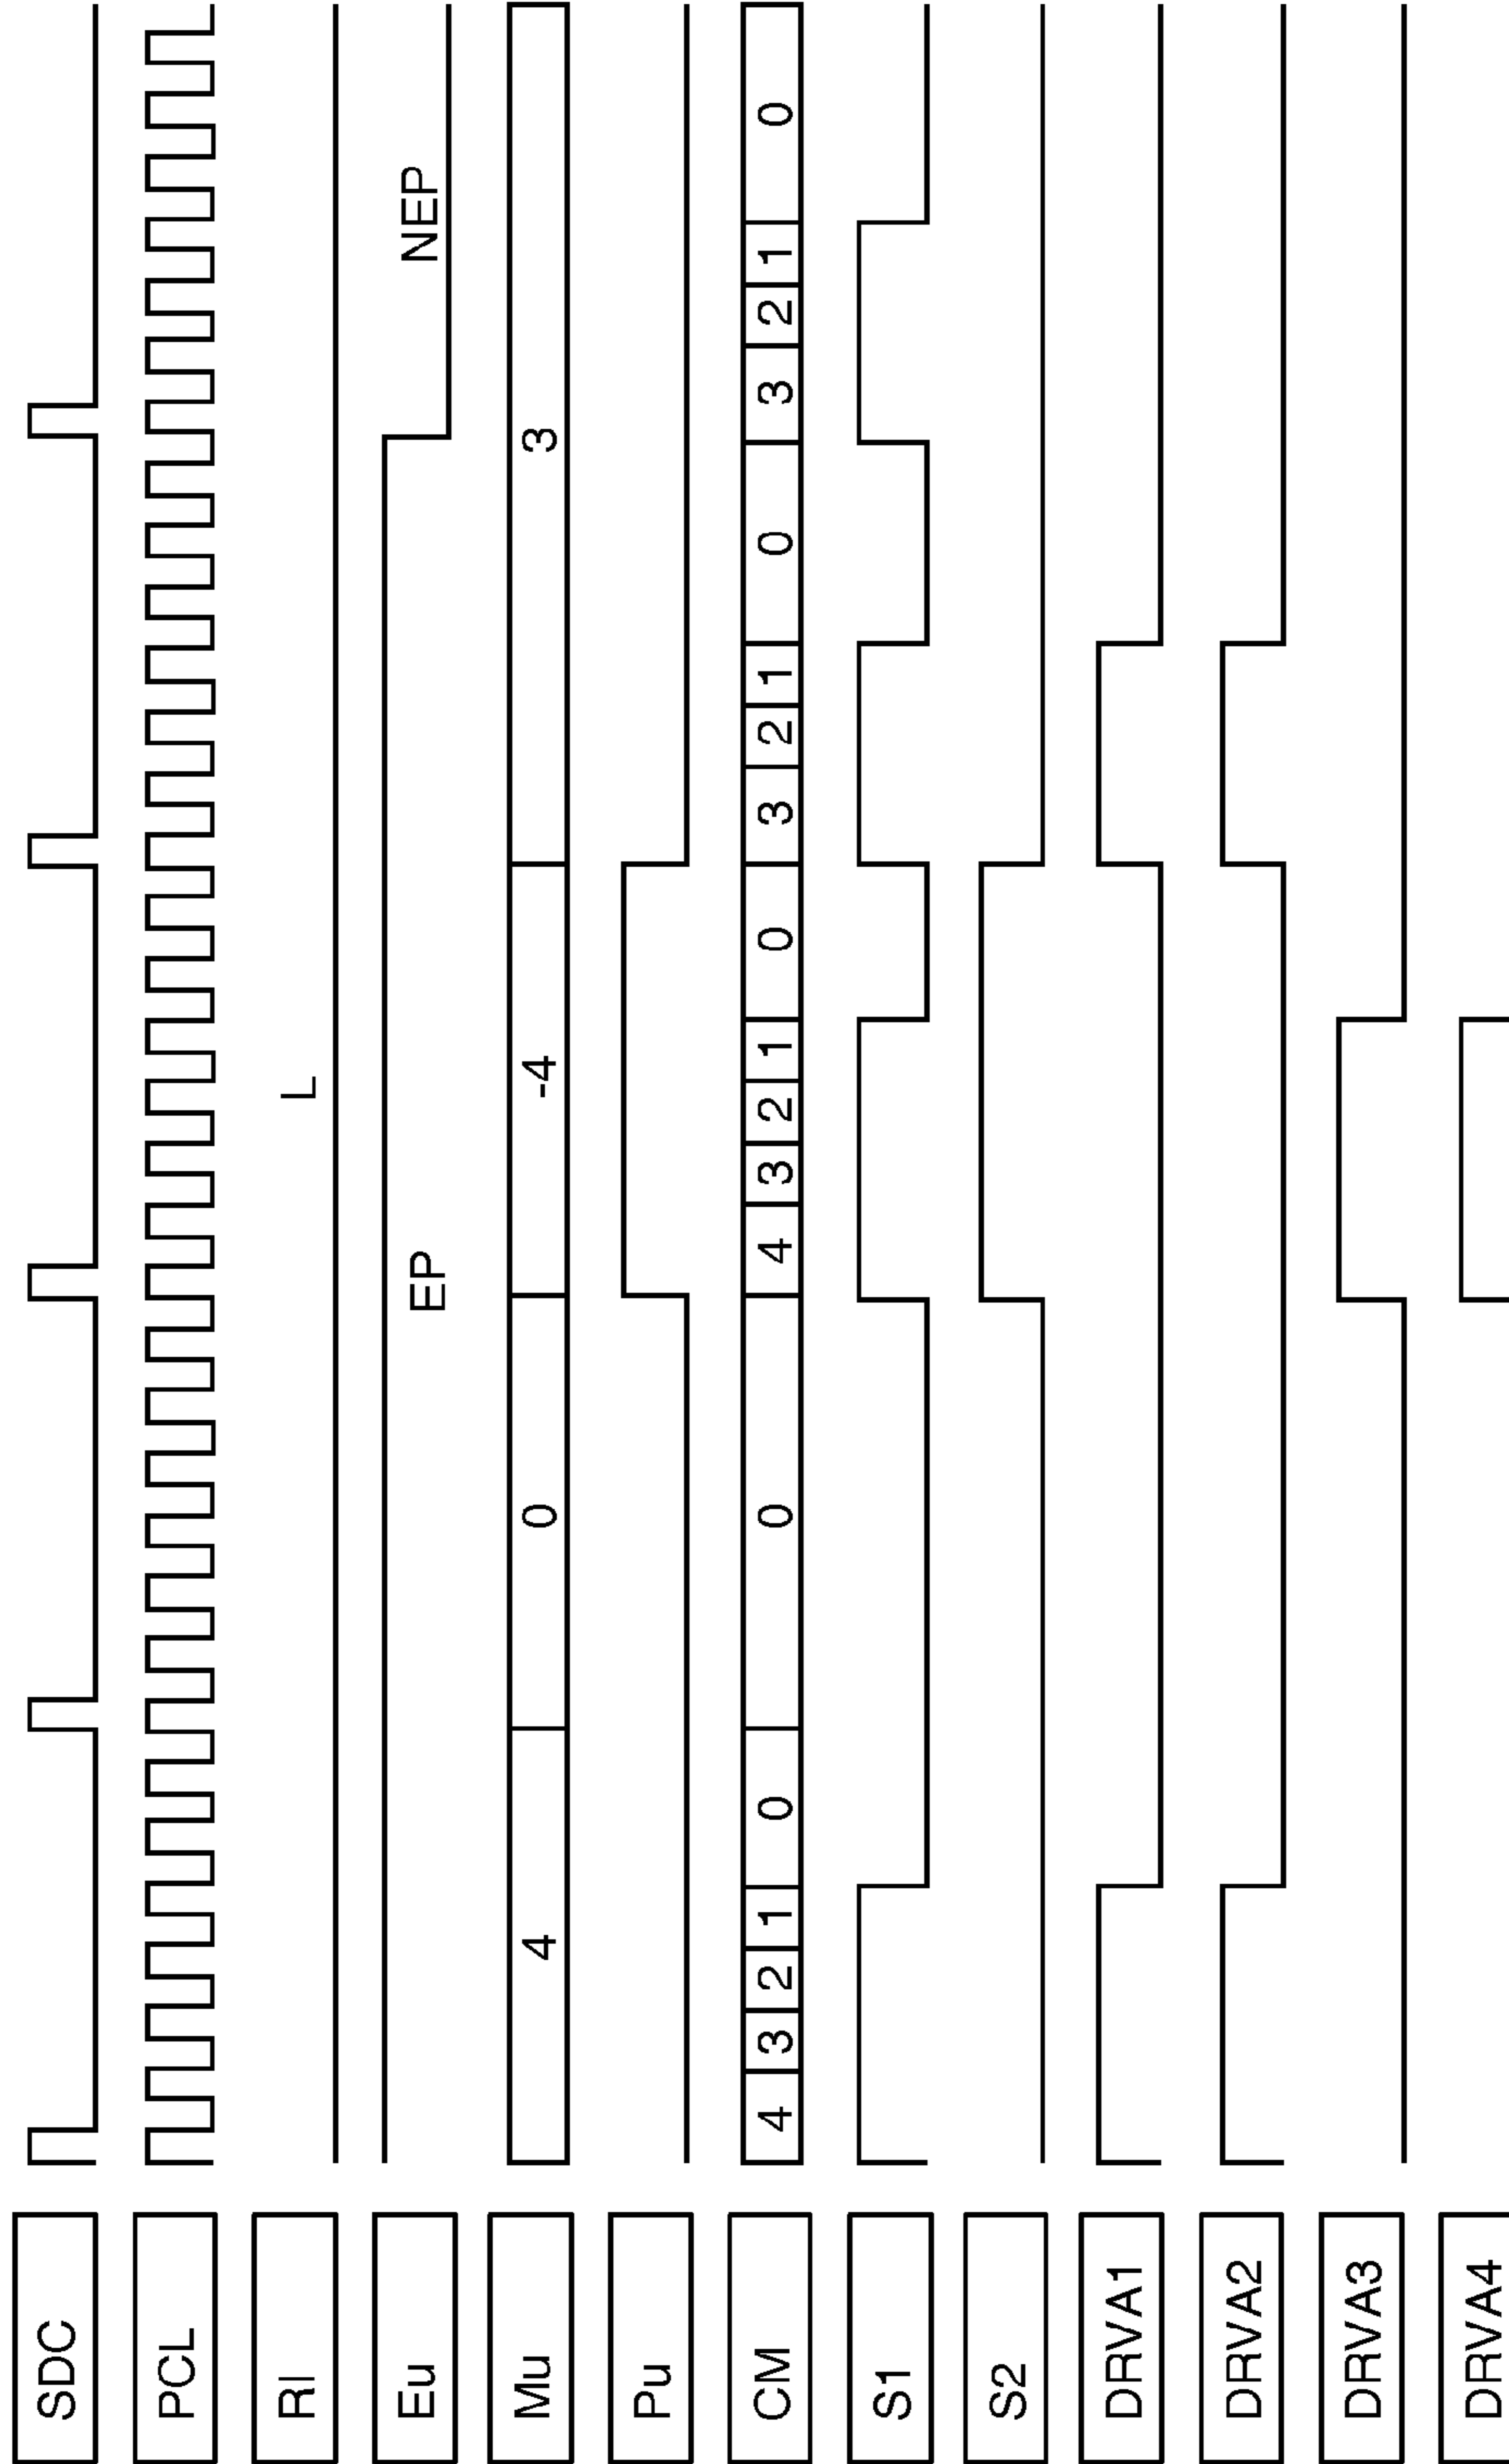 SDC
PCL
RI L
Eu EP NEP
Mu 4 0 -4 3
Pu
CM 4 3 2 1 0 0 4 3 2 1 0 3 2 1 0 3 2 1 0
S1
S2
DRVA1
DRVA2
DRVA3
DRVA4